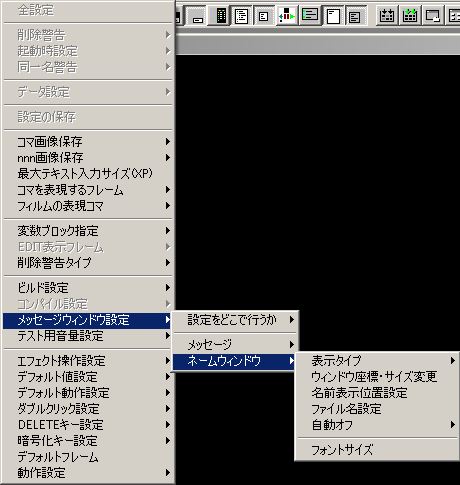 全設定
削除警告
起動時設定
同一名警告
データ設定
設定の保存
コマ画像保存
nnn画像保存
最大テキスト入力サイズ(XP)
コマを表現するフレーム
フィルムの表現コマ
変数ブロック指定
EDIT表示フレーム
削除警告タイプ
ビルド設定
コンパイル設定
メッセージウィンドウ設定
テスト用音量設定
エフェクト操作設定
デフォルト値設定
デフォルト動作設定
ダブルクリック設定
DELETEキー設定
暗号化キー設定
デフォルトフレーム
動作設定
設定をどこで行うか
メッセージ
ネームウィンドウ
表示タイプ
ウィンドウ座標・サイズ変更
名前表示位置設定
ファイル名設定
自動オフ
フォントサイズ